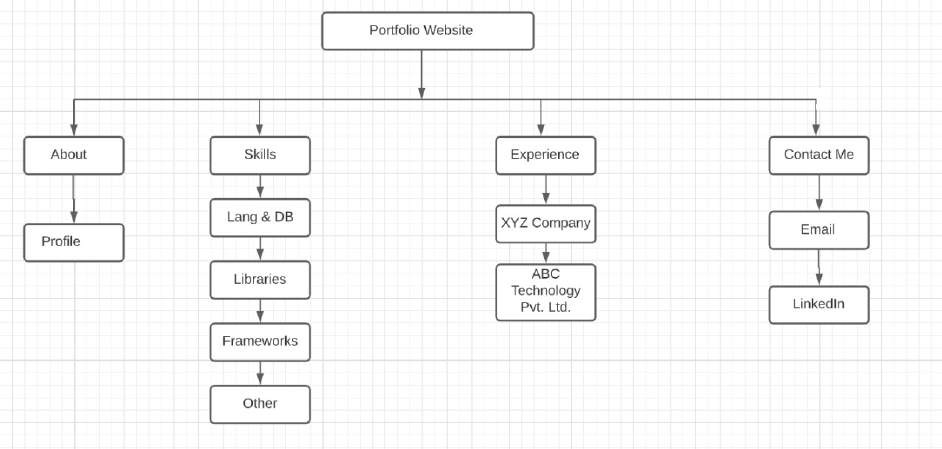 Portfolio Website
About
Skills
Experience
Contact Me
Profile
Lang & DB
Libraries
Frameworks
Other
XYZ Company
ABC
Technology
Pvt. Ltd.
Email
LinkedIn